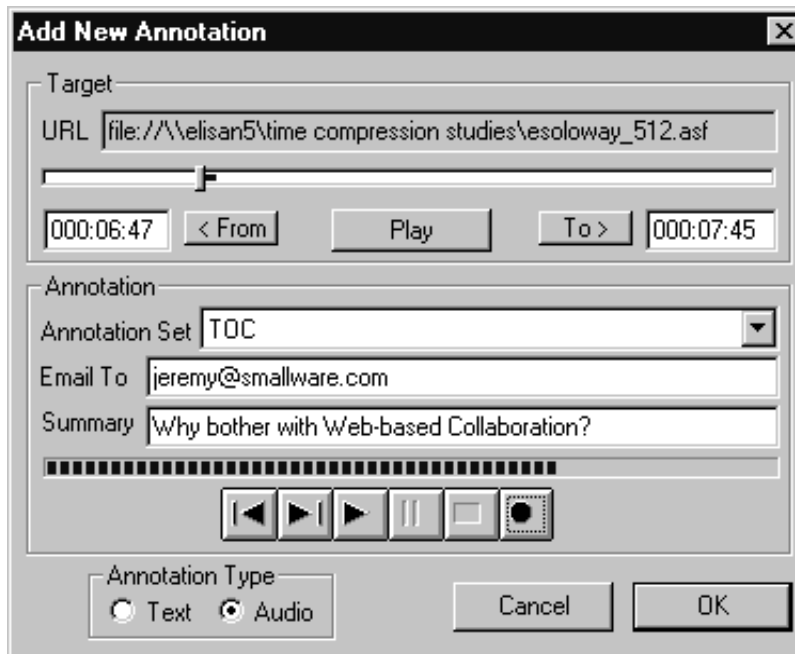 Add New Annotation
Target
URL file://\\elisan5\time compression studies\esoloway_512.asf
000:06:47 < From Play To > 000:07:45
Annotation
Annotation Set TOC
Email To jeremy@smallware.com
Summary Why bother with Web-based Collaboration?
Annotation Type
Text Audio Cancel OK